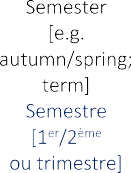 Semester
[e.g.
autumn/spring;
term]
Semestre
[1er/2ème
ou trimestre]